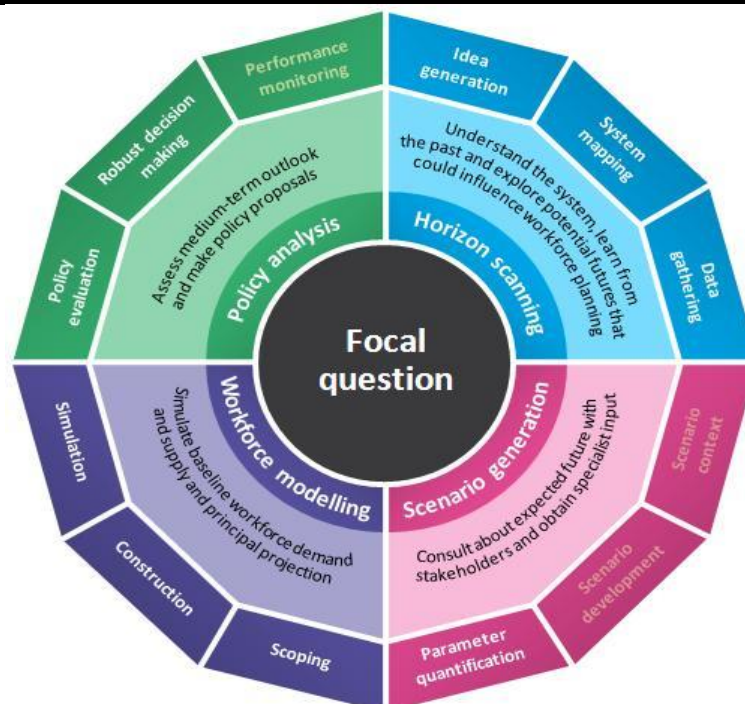 Focal
question
Horizon scanning
Understand the system, learn from
the past and explore potential futures that
could influence workforce planning
Idea
generation
System
mapping
Data
gathering
Scenario generation
Consult about expected future with
stakeholders and obtain specialist input
Scenario
context
Scenario
development
Parameter
quantification
Workforce modelling
Simulate baseline workforce demand
and supply and principal projection
Scoping
Construction
Simulation
Policy analysis
Assess medium-term outlook
and make policy proposals
Policy
evaluation
Robust decision
making
Performance
monitoring